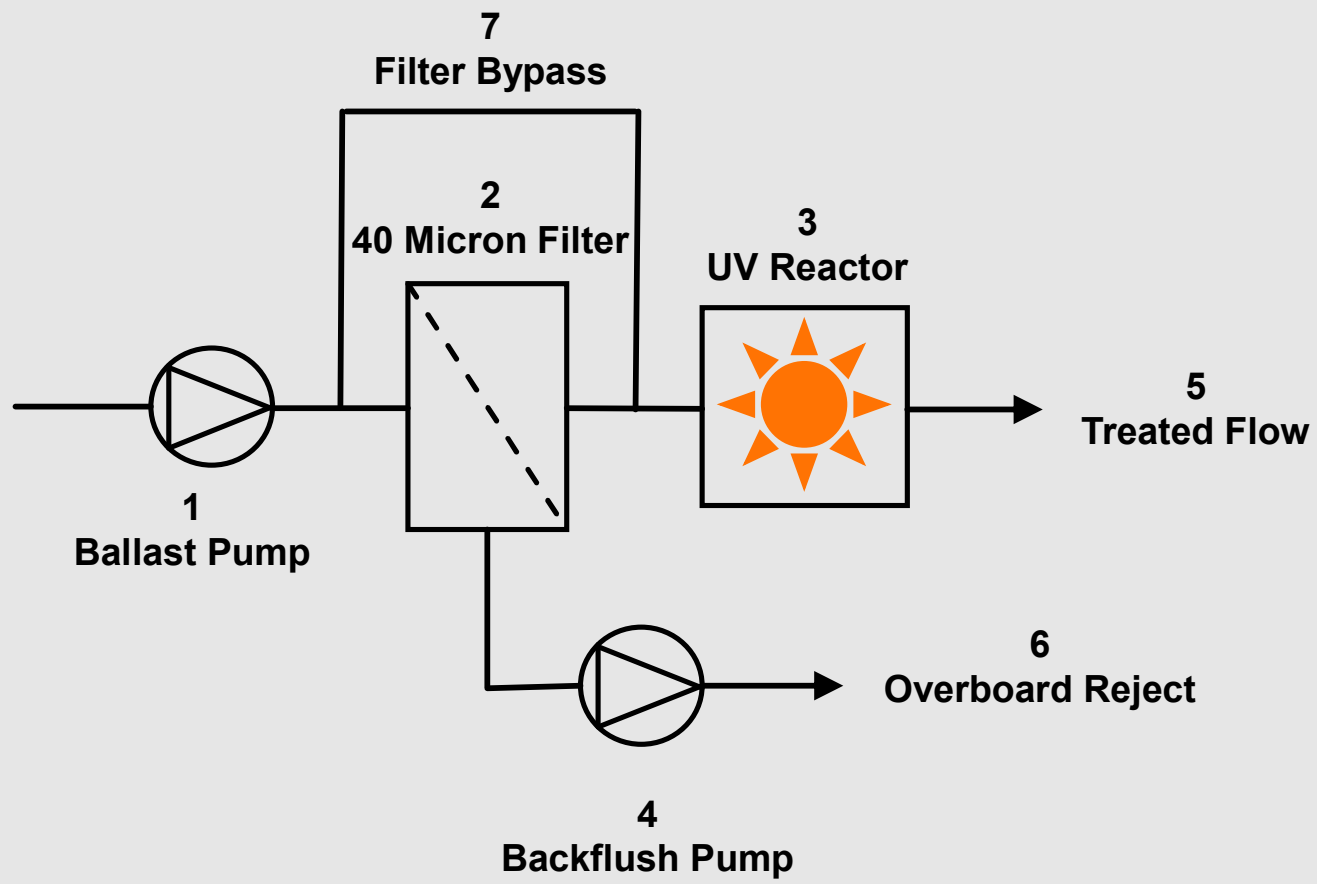 7
Filter Bypass
2
40 Micron Filter
3
UV Reactor
5
Treated Flow
1
Ballast Pump
6
Overboard Reject
4
Backflush Pump